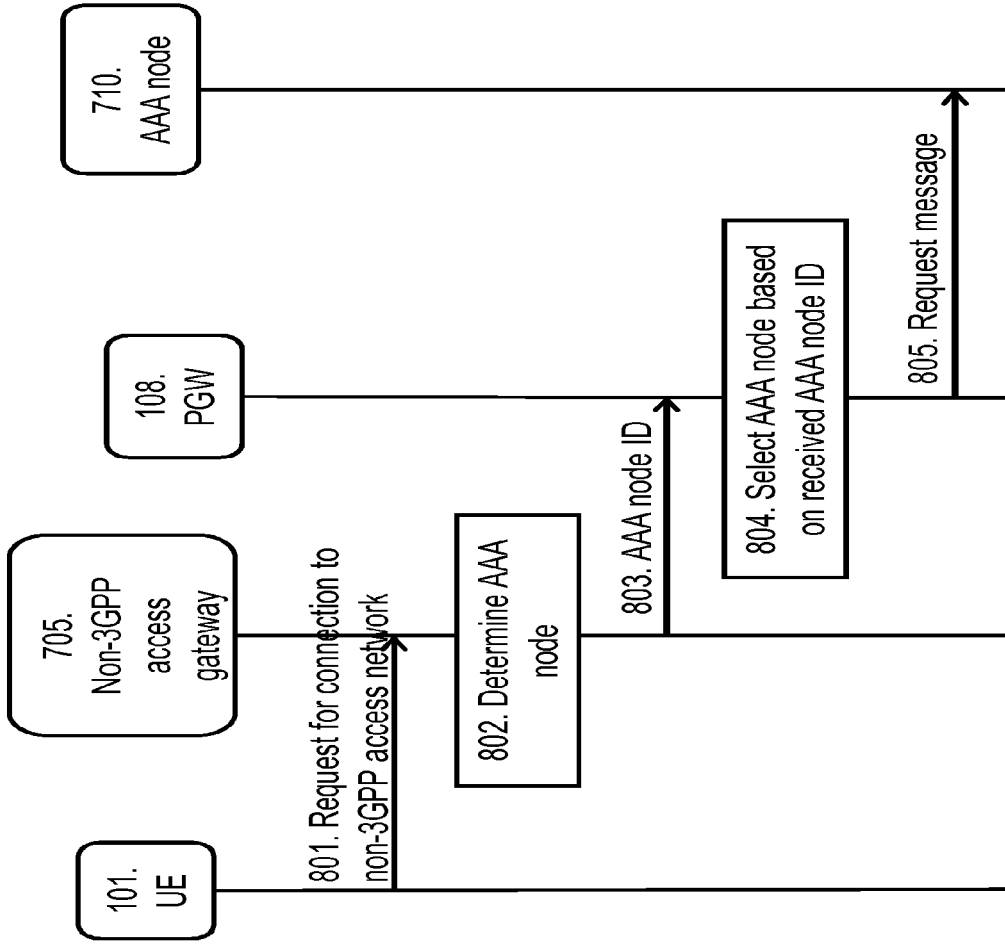 101.
UE
705.
Non-3GPP
access
gateway
108.
PGW
710.
AAA node
801. Request for connection to
non-3GPP access network
802. Determine AAA
node
803. AAA node ID
804. Select AAA node based
on received AAA node ID
805. Request message